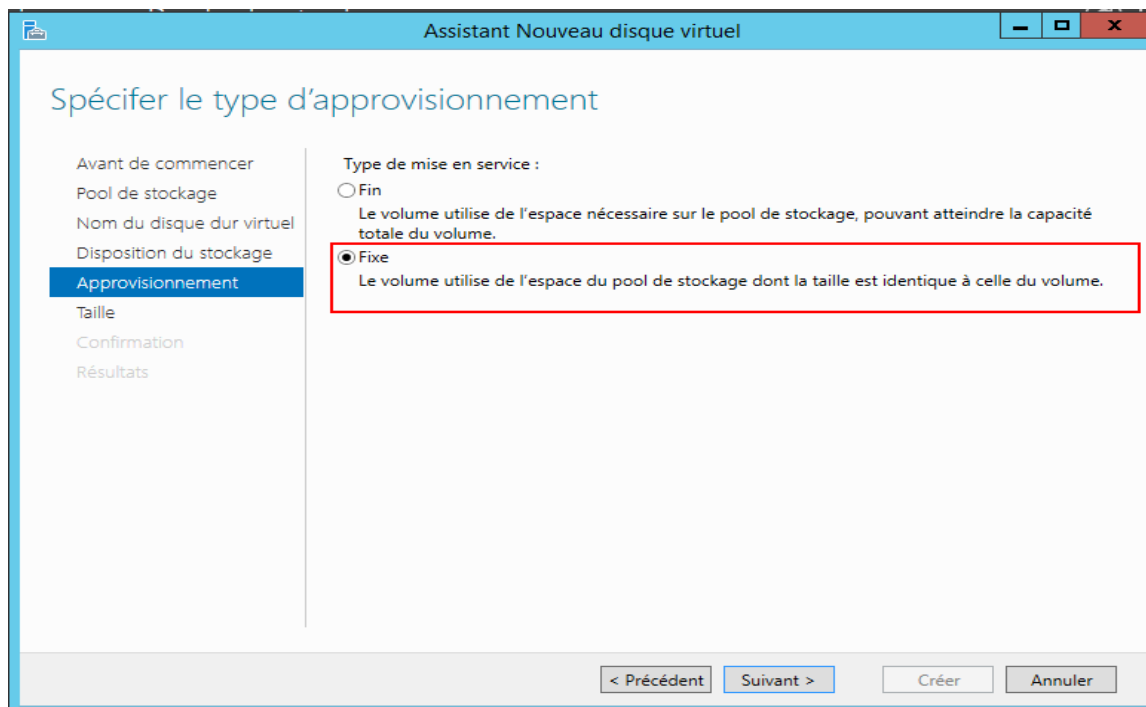 Assistant Nouveau disque virtuel
Spécifer le type d'approvisionnement
Avant de commencer
Pool de stockage
Nom du disque dur virtuel
Disposition du stockage
Approvisionnement
Taille
Confirmation
Résultats
Type de mise en service :
Fin
Le volume utilise de l'espace nécessaire sur le pool de stockage, pouvant atteindre la capacité
totale du volume.
Fixe
Le volume utilise de l'espace du pool de stockage dont la taille est identique à celle du volume.
< Précédent
Suivant >
Créer
Annuler